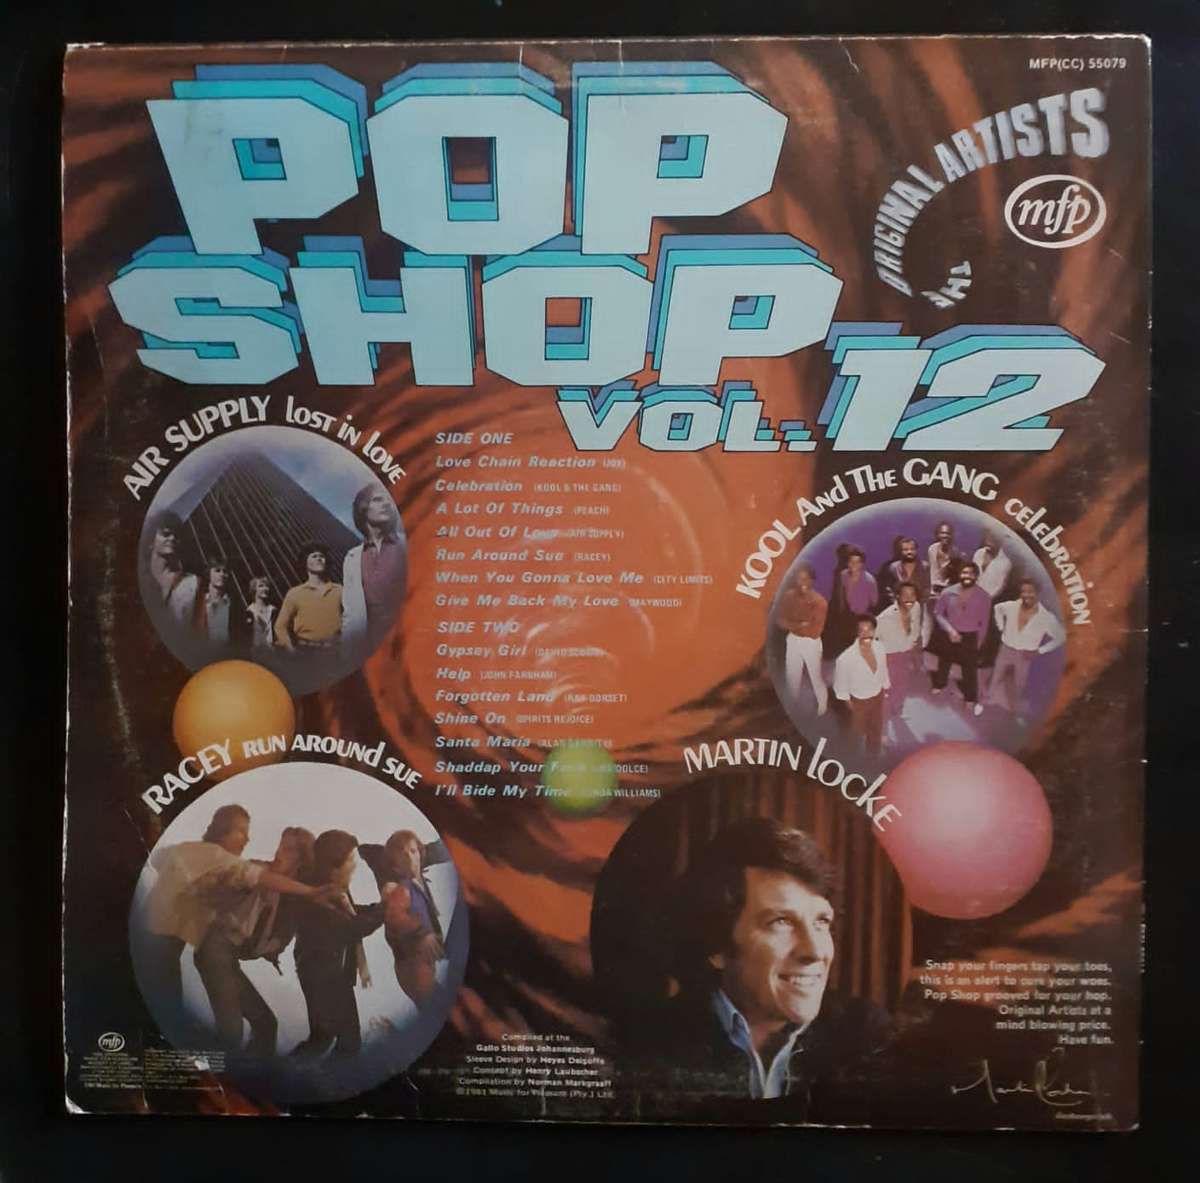 MFP(CC) 55079
POP
SHOP
VOL. 12
THE ORIGINAL ARTISTS
mfp
AIR SUPPLY LOST IN LOVE
SIDE ONE
Love Chain Reaction (JOY)
Celebration (KOOL & THE GANG)
A Lot Of Things (PEACH)
All Out Of Love (AIR SUPPLY)
Run Around Sue (RACEY)
When You Gonna Love Me (CITY LIMITS)
Give Me Back My Love (MAYWOOD)
SIDE TWO
Gypsey Girl
Help (JOHN FARNHAM)
Forgotten Land (RAY DORSET)
Shine On (SPIRITS REJOICE)
Santa Maria
Shaddap Your DOLCE)
I'll Bide My Time WILLIAMS)
KOOL And The GANG CELEBRATION
RACEY RUN AROUND SUE
MARTIN LOCKE
Snap your fingers tap your toes,
this is an alert to cure your woes.
Pop Shop grooved for your hop.
Original Artists at a
mind blowing price.
Have fun.
Compiled at the
Gallo Studios Johannesburg
Sleeve Design by Heyes Delgoffe
Concept by Henry Laubscher
Compilation by Norman Markgraaff
©1981 Music for Pleasure (Pty.) Ltd.
mfp